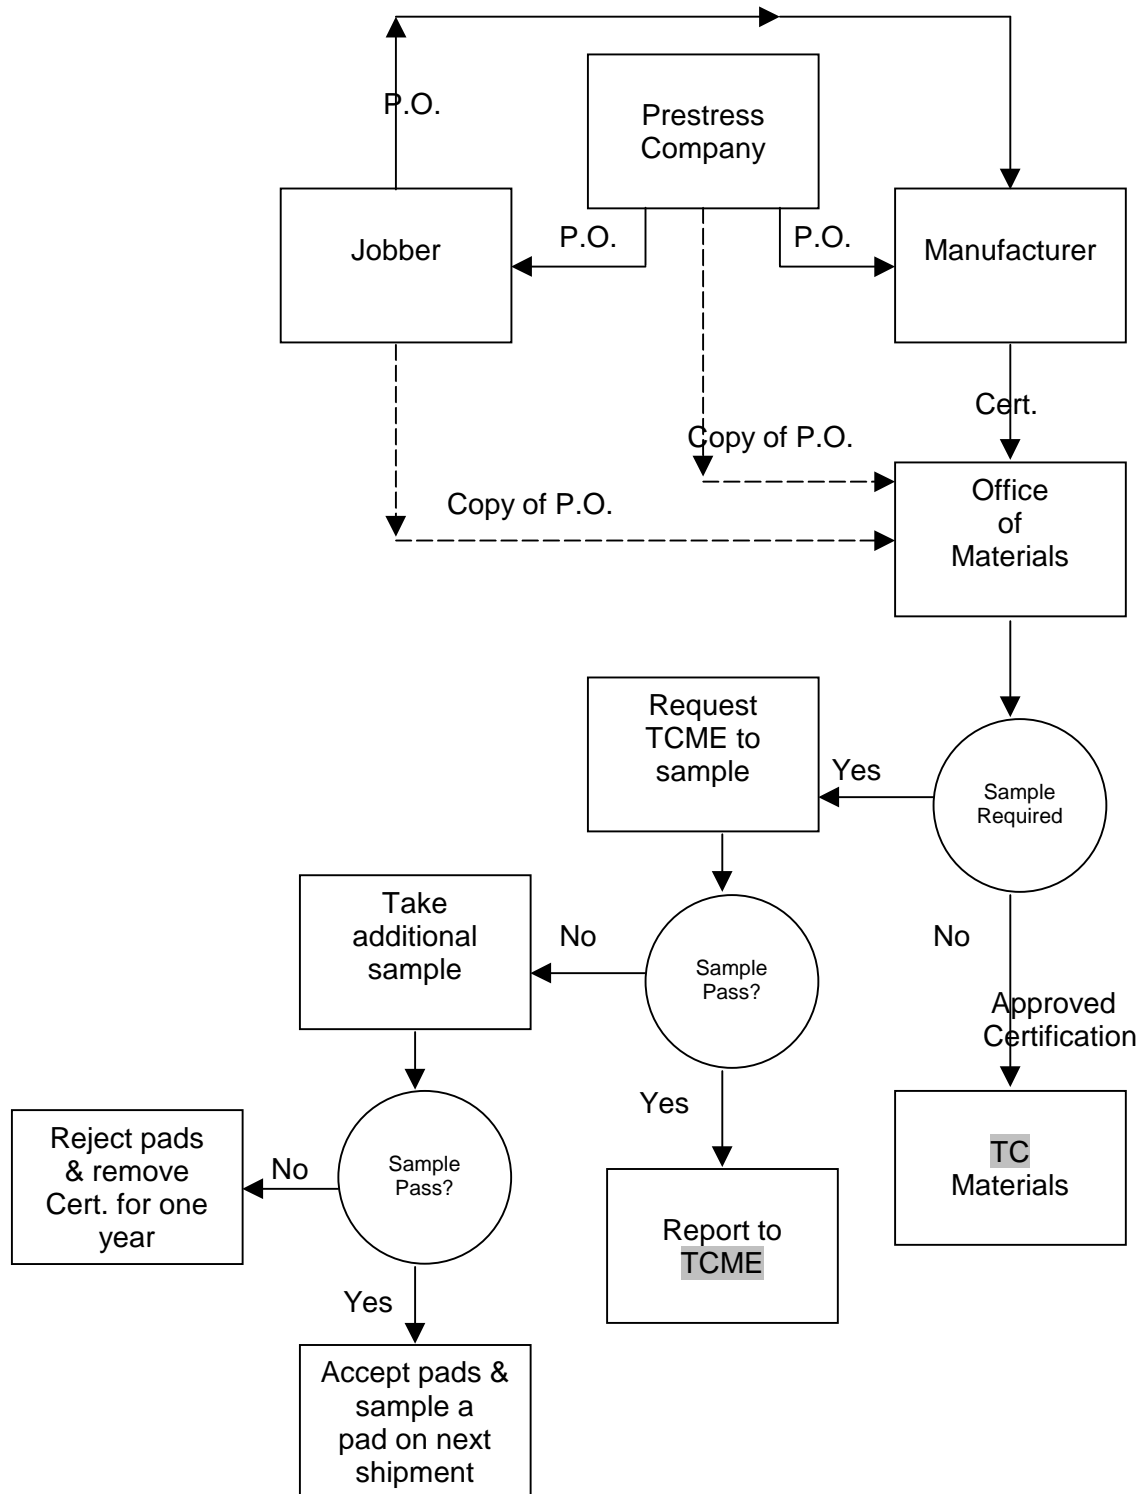 P.O.
Prestress
Company
Jobber
P.O.
P.O.
Manufacturer
Cert.
Copy of P.O.
Copy of P.O.
Office
of
Materials
Request
TCME to
sample
Yes
Sample
Required
Take
additional
sample
No
Sample
Pass?
No
Approved
Certification
Reject pads
& remove
Cert. for one
year
No
Sample
Pass?
Yes
TC
Materials
Report to
TCME
Yes
Accept pads &
sample a
pad on next
shipment